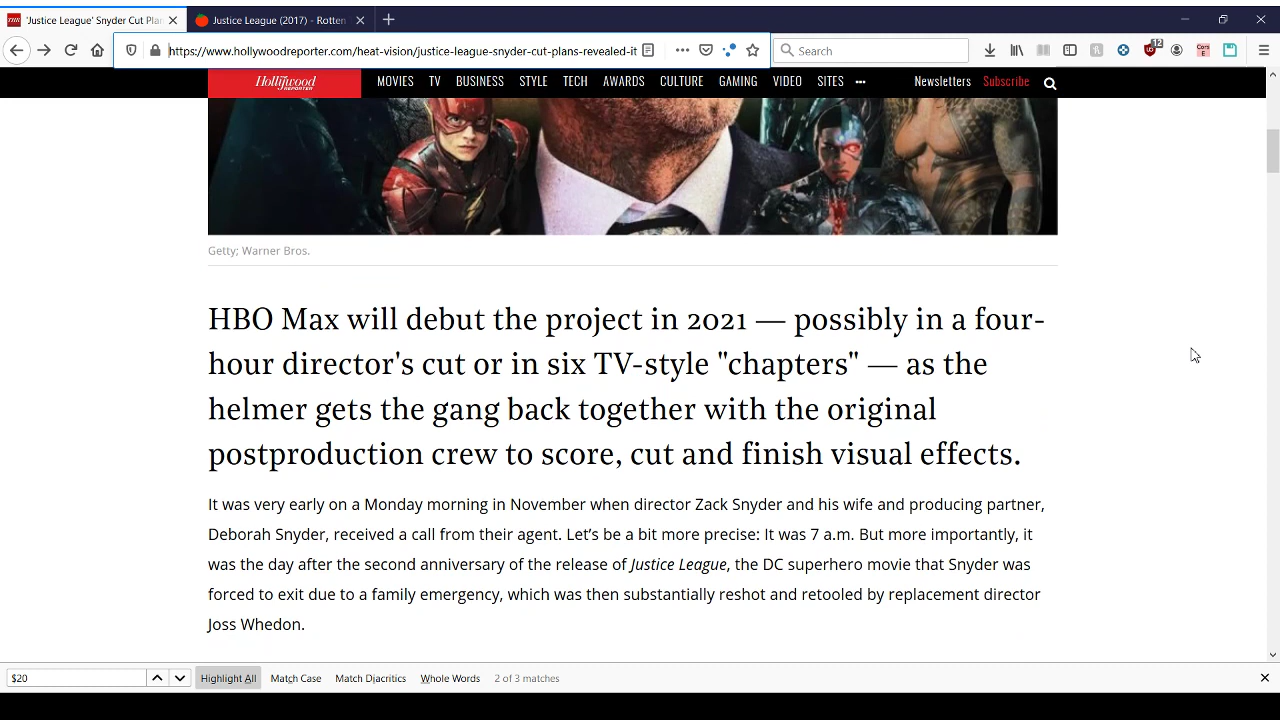 THR
'Justice League' Snyder Cut Plan
Justice League (2017) - Rotten
https://www.hollywoodreporter.com/heat-vision/justice-league-snyder-cut-plans-revealed-it
Search
12
Hollywood
REPORTER
MOVIES TV BUSINESS STYLE TECH AWARDS CULTURE GAMING VIDEO SITES •••
Newsletters Subscribe
Getty; Warner Bros.
HBO Max will debut the project in 2021 — possibly in a four-
hour director's cut or in six TV-style "chapters" — as the
helmer gets the gang back together with the original
postproduction crew to score, cut and finish visual effects.
It was very early on a Monday morning in November when director Zack Snyder and his wife and producing partner,
Deborah Snyder, received a call from their agent. Let’s be a bit more precise: It was 7 a.m. But more importantly, it
was the day after the second anniversary of the release of Justice League, the DC superhero movie that Snyder was
forced to exit due to a family emergency, which was then substantially reshot and retooled by replacement director
Joss Whedon.
$20
Highlight All Match Case Match Diacritics Whole Words 2 of 3 matches